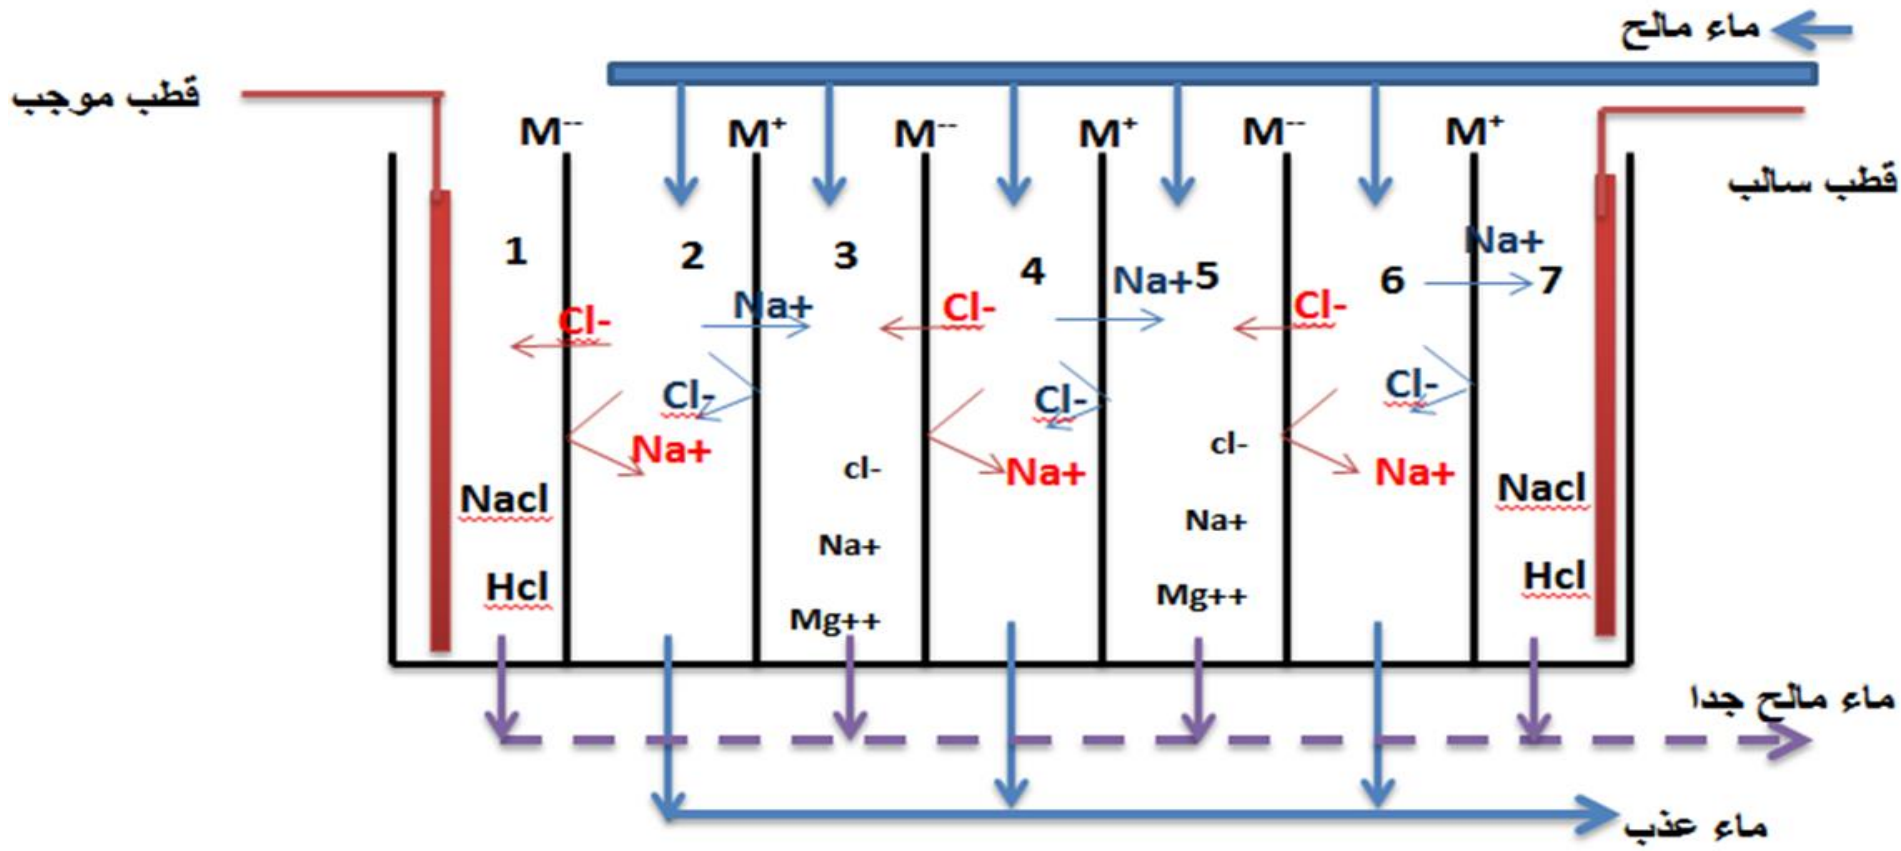 ماء مالح
قطب موجب
M-- M+ M-- M+ M-- M+
قطب سالب
1 2 3 4 5 6 7
Na+
Cl- Na+ Cl- Na+ Cl-
Cl- Cl- Cl-
Na+ Na+ Na+
cl- cl-
Nacl Na+ Na+ Nacl
Hcl Mg++ Mg++ Hcl
ماء مالح جدا
ماء عذب